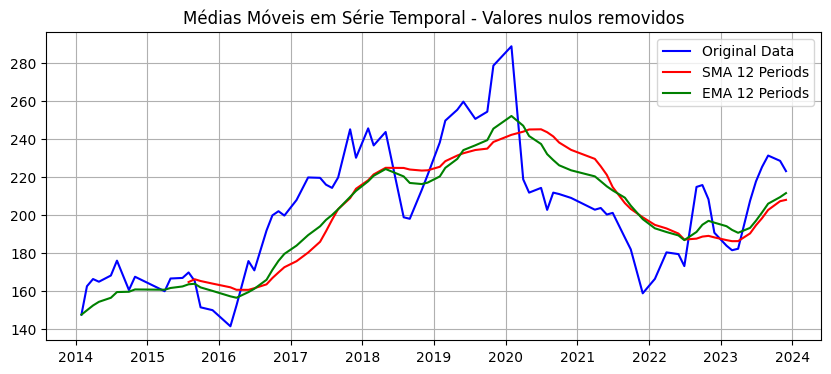 Médias Móveis em Série Temporal - Valores nulos removidos
Original Data
SMA 12 Periods
EMA 12 Periods
280
260
240
220
200
180
160
140
2014 2015 2016 2017 2018 2019 2020 2021 2022 2023 2024